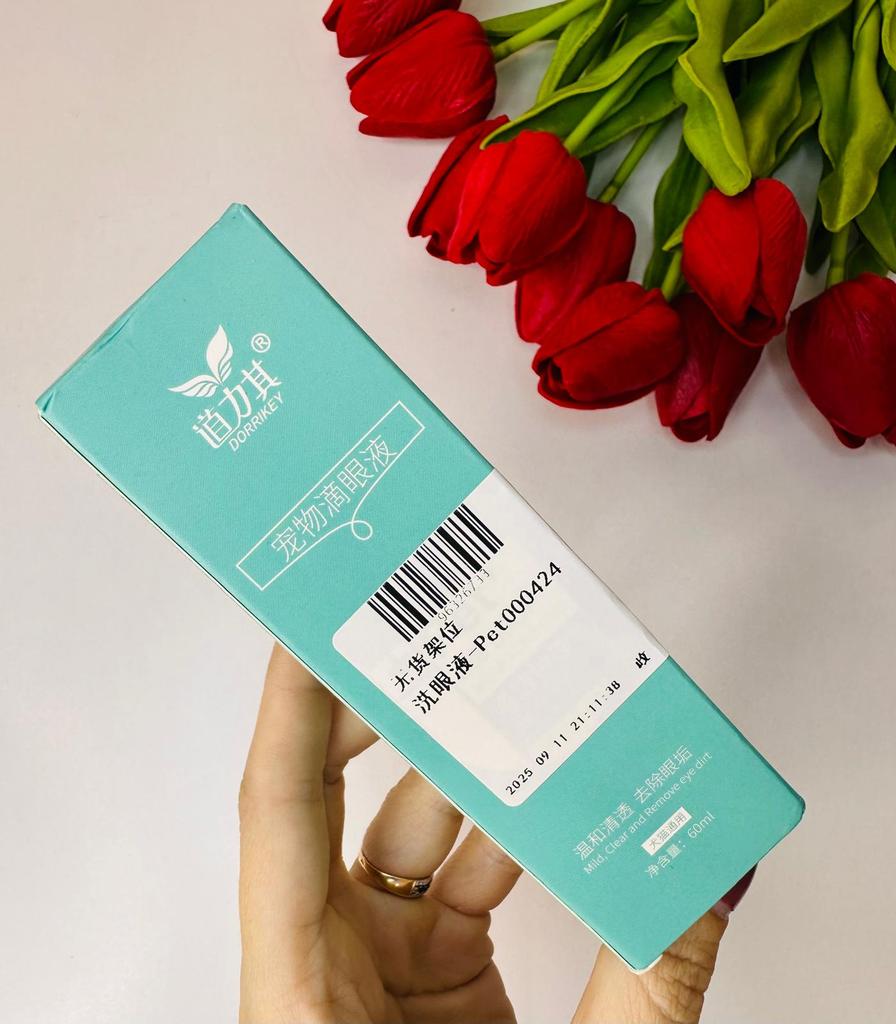 道力其®
DORRIKEY
宠物滴眼液
96326733
无货架位
洗眼液-Pet000424
2025 09 11 21:11:38 收
温和清透 去除眼垢
Mild, Clear and Remove eye dirt
犬猫通用
净含量：60ml